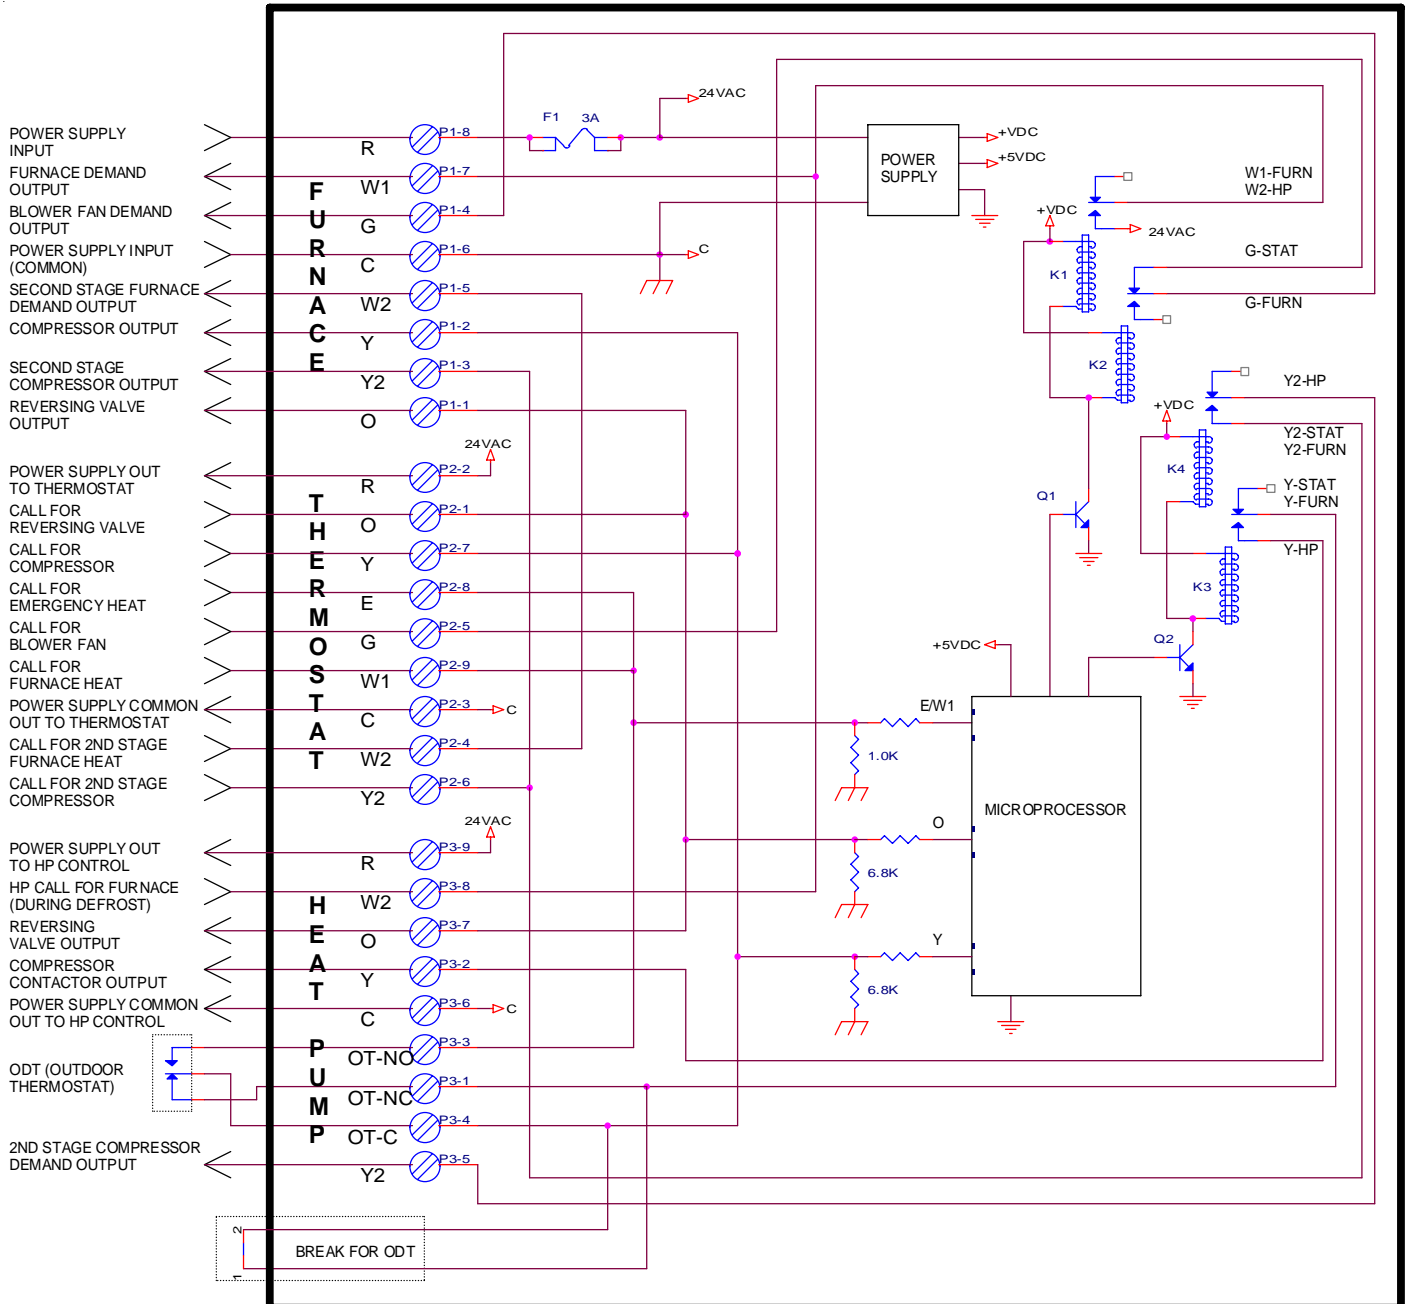 POWER SUPPLY
INPUT
R
P1-8
FURNACE DEMAND
OUTPUT
W1
P1-7
BLOWER FAN DEMAND
OUTPUT
G
P1-4
POWER SUPPLY INPUT
(COMMON)
C
P1-6
SECOND STAGE FURNACE
DEMAND OUTPUT
W2
P1-5
COMPRESSOR OUTPUT
Y
P1-2
SECOND STAGE
COMPRESSOR OUTPUT
Y2
P1-3
REVERSING VALVE
OUTPUT
O
P1-1
FURNACE
POWER SUPPLY OUT
TO THERMOSTAT
R
P2-2
24VAC
CALL FOR
REVERSING VALVE
O
P2-1
CALL FOR
COMPRESSOR
Y
P2-7
CALL FOR
EMERGENCY HEAT
E
P2-8
CALL FOR
BLOWER FAN
G
P2-5
CALL FOR
FURNACE HEAT
W1
P2-9
POWER SUPPLY COMMON
OUT TO THERMOSTAT
C
P2-3
C
CALL FOR 2ND STAGE
FURNACE HEAT
W2
P2-4
CALL FOR 2ND STAGE
COMPRESSOR
Y2
P2-6
THERMOSTAT
POWER SUPPLY OUT
TO HP CONTROL
R
P3-9
24VAC
HP CALL FOR FURNACE
(DURING DEFROST)
W2
P3-8
REVERSING
VALVE OUTPUT
O
P3-7
COMPRESSOR
CONTACTOR OUTPUT
Y
P3-2
POWER SUPPLY COMMON
OUT TO HP CONTROL
C
P3-6
C
OT-NO
P3-3
ODT (OUTDOOR
THERMOSTAT)
OT-NC
P3-1
OT-C
P3-4
2ND STAGE COMPRESSOR
DEMAND OUTPUT
Y2
P3-5
HEAT PUMP
2
1
BREAK FOR ODT
F1 3A
24VAC
C
POWER
SUPPLY
+VDC
+5VDC
W1-FURN
W2-HP
24VAC
+VDC
K1
G-STAT
G-FURN
K2
Y2-HP
Y2-STAT
Y2-FURN
+VDC
K4
Y-STAT
Y-FURN
Y-HP
K3
Q1
Q2
+5VDC
E/W1
1.0K
O
6.8K
Y
6.8K
MICROPROCESSOR